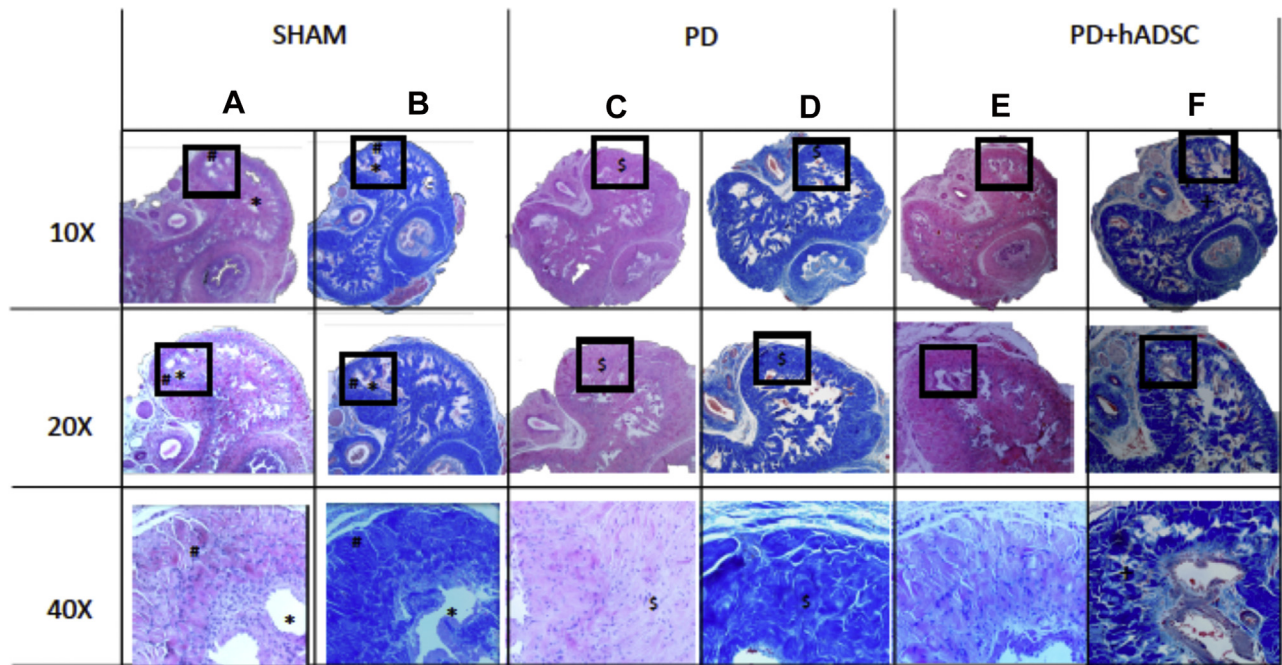 SHAM PD PD+hADSC
A B C D E F
10X
# * # * $ $ +
20X
# * # * $ $
40X
# * # * $ $ +